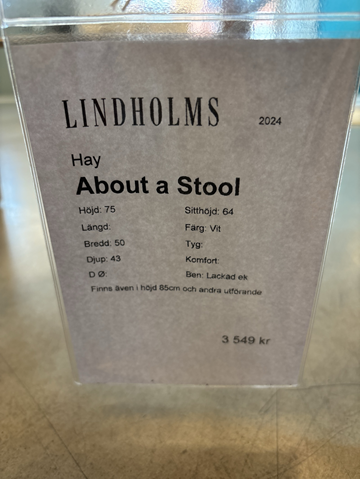 LINDHOLMS 2024
Hay
About a Stool
Höjd: 75 Sitthöjd: 64
Längd: Färg: Vit
Bredd: 50 Tyg:
Djup: 43 Komfort:
D Ø: Ben: Lackad ek
Finns även i höjd 85cm och andra utförande
3 549 kr